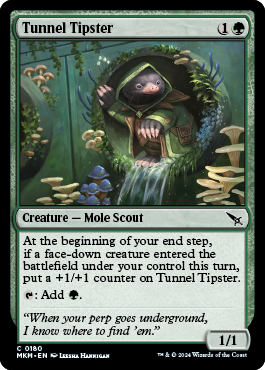 Tunnel Tipster 1
Creature — Mole Scout
At the beginning of your end step,
if a face-down creature entered the
battlefield under your control this turn,
put a +1/+1 counter on Tunnel Tipster.
: Add .
“When your perp goes underground,
I know where to find ’em.”
1/1
C 0180
MKM • EN Leesha Hannigan
™ & © 2024 Wizards of the Coast